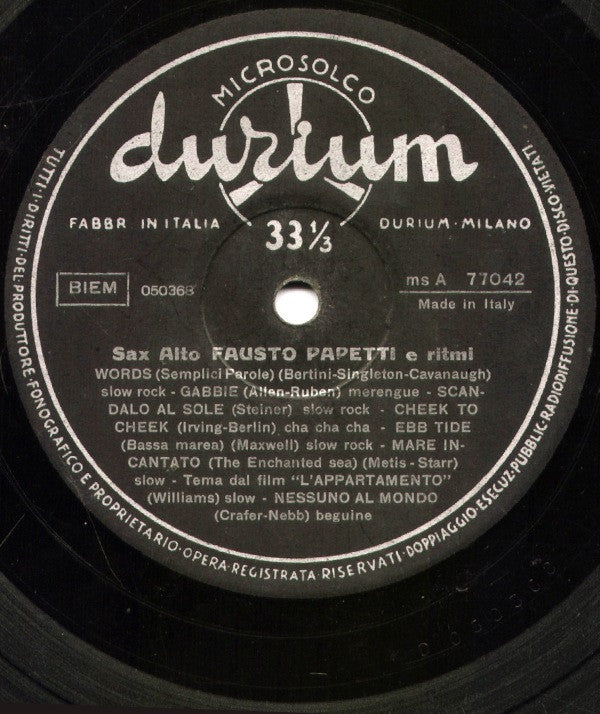 MICROSOLCO
durium
FABBR IN ITALIA
DURIUM·MILANO
33 1/3
BIEM
050368
ms A 77042
Made in Italy
Sax Alto FAUSTO PAPETTI e ritmi
WORDS (Semplici Parole) (Bertini-Singleton-Cavanaugh)
slow rock - GABBIE (Allen-Ruben) merengue - SCAN-
DALO AL SOLE (Steiner) slow rock - CHEEK TO
CHEEK (Irving-Berlin) cha cha cha - EBB TIDE
(Bassa marea) (Maxwell) slow rock - MARE IN-
CANTATO (The Enchanted sea) (Metis - Starr)
slow - Tema dal film "L'APPARTAMENTO"
(Williams) slow - NESSUNO AL MONDO
(Crafer-Nebb) beguine
TUTTI·I·DIRITTI·DEL·PRODUTTORE·FONOGRAFICO E PROPRIETARIO·OPERA·REGISTRATA RISERVATI·DOPPIAGGIO·ESECUZ·PUBBLIC·RADIODIFFUSIONE DI QUESTO·DISCO·VIETATI